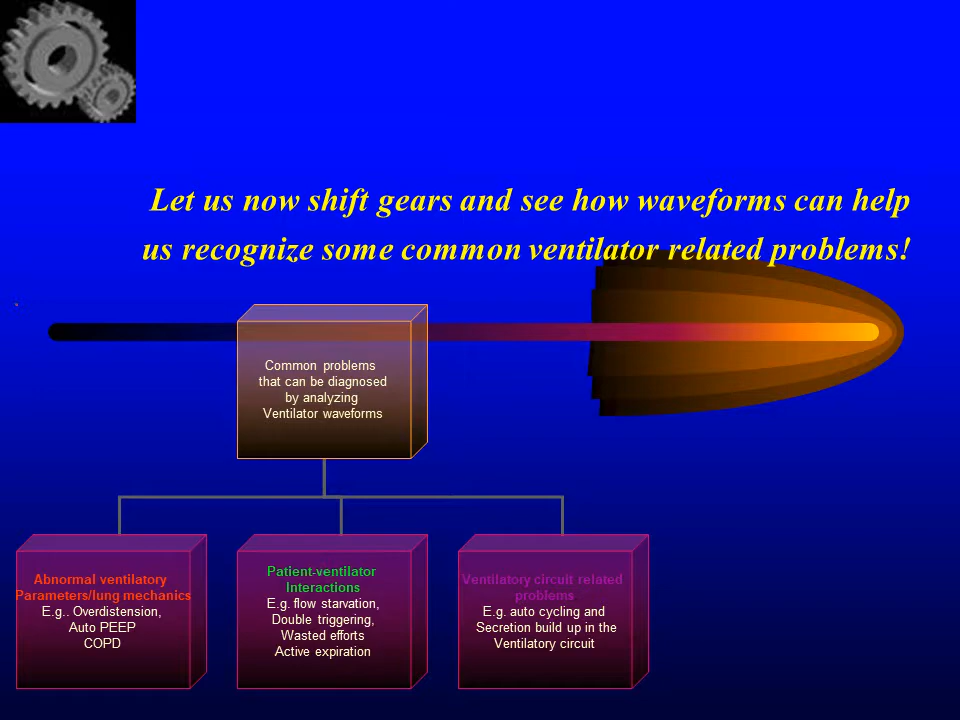 Let us now shift gears and see how waveforms can help
us recognize some common ventilator related problems!
Common problems
that can be diagnosed
by analyzing
Ventilator waveforms
Abnormal ventilatory
Parameters/lung mechanics
E.g.. Overdistension,
Auto PEEP
COPD
Patient-ventilator
Interactions
E.g. flow starvation,
Double triggering,
Wasted efforts
Active expiration
Ventilatory circuit related
problems
E.g. auto cycling and
Secretion build up in the
Ventilatory circuit